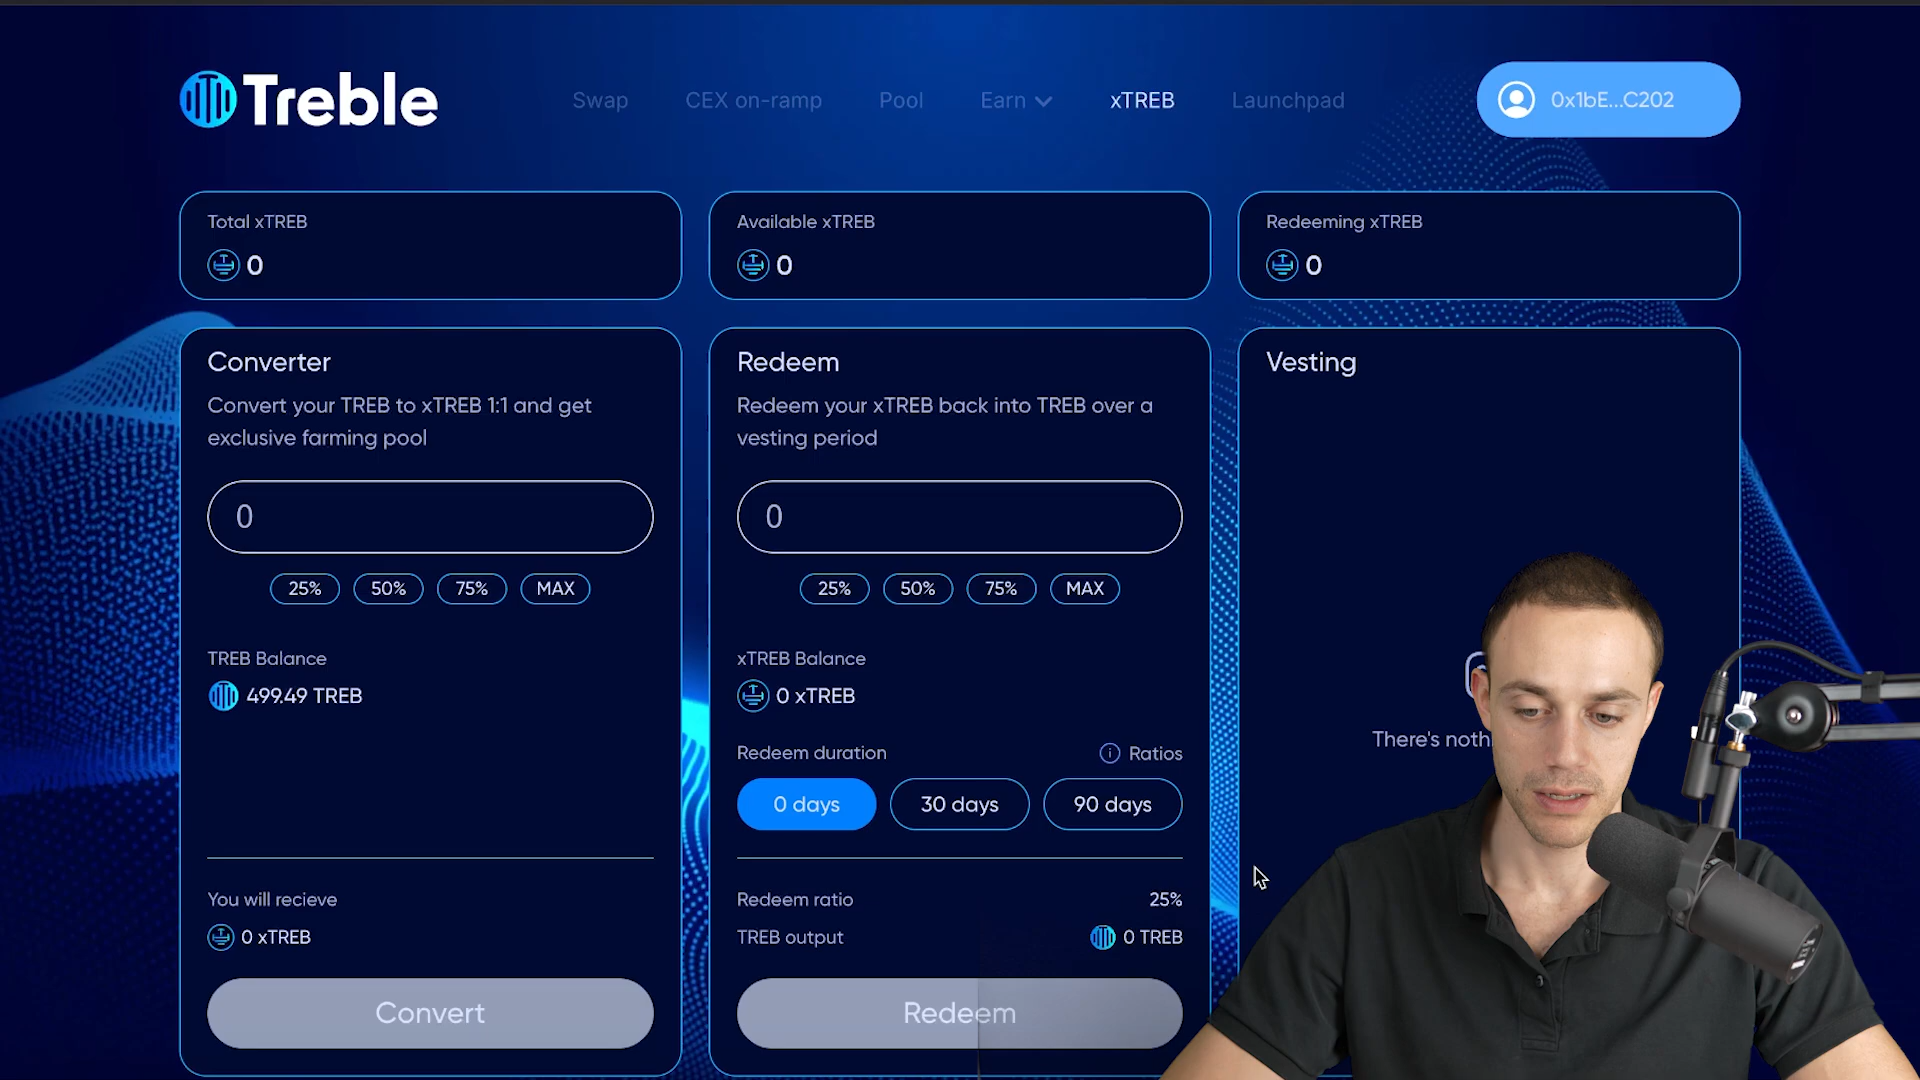 Treble
Swap
CEX on-ramp
Pool
Earn
xTREB
Launchpad
0x1bE...C202
Total xTREB
0
Available xTREB
0
Redeeming xTREB
0
Converter
Convert your TREB to xTREB 1:1 and get
exclusive farming pool
0
25%
50%
75%
MAX
TREB Balance
499.49 TREB
You will recieve
0 xTREB
Convert
Redeem
Redeem your xTREB back into TREB over a
vesting period
0
25%
50%
75%
MAX
xTREB Balance
0 xTREB
Redeem duration
Ratios
0 days
30 days
90 days
Redeem ratio
25%
TREB output
0 TREB
Redeem
Vesting
There's noth